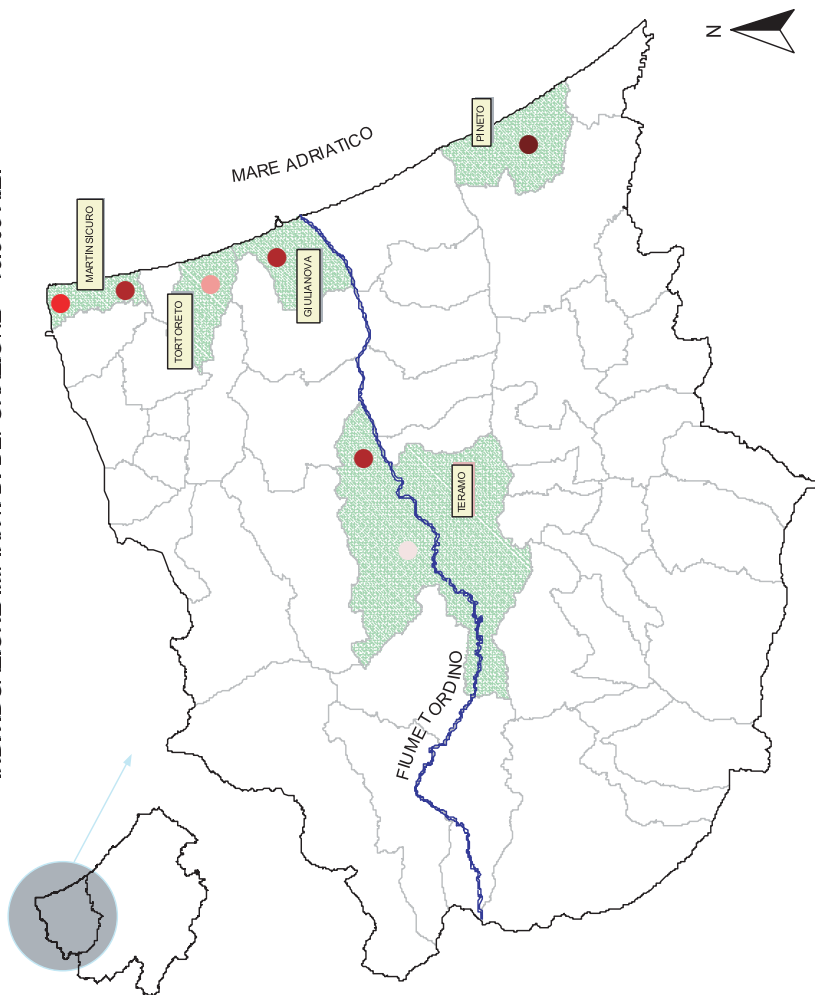 MARTINSICURO
TORTORETO
GIULIANOVA
PINETO
TERAMO
MARE ADRIATICO
FIUME TORDINO
N